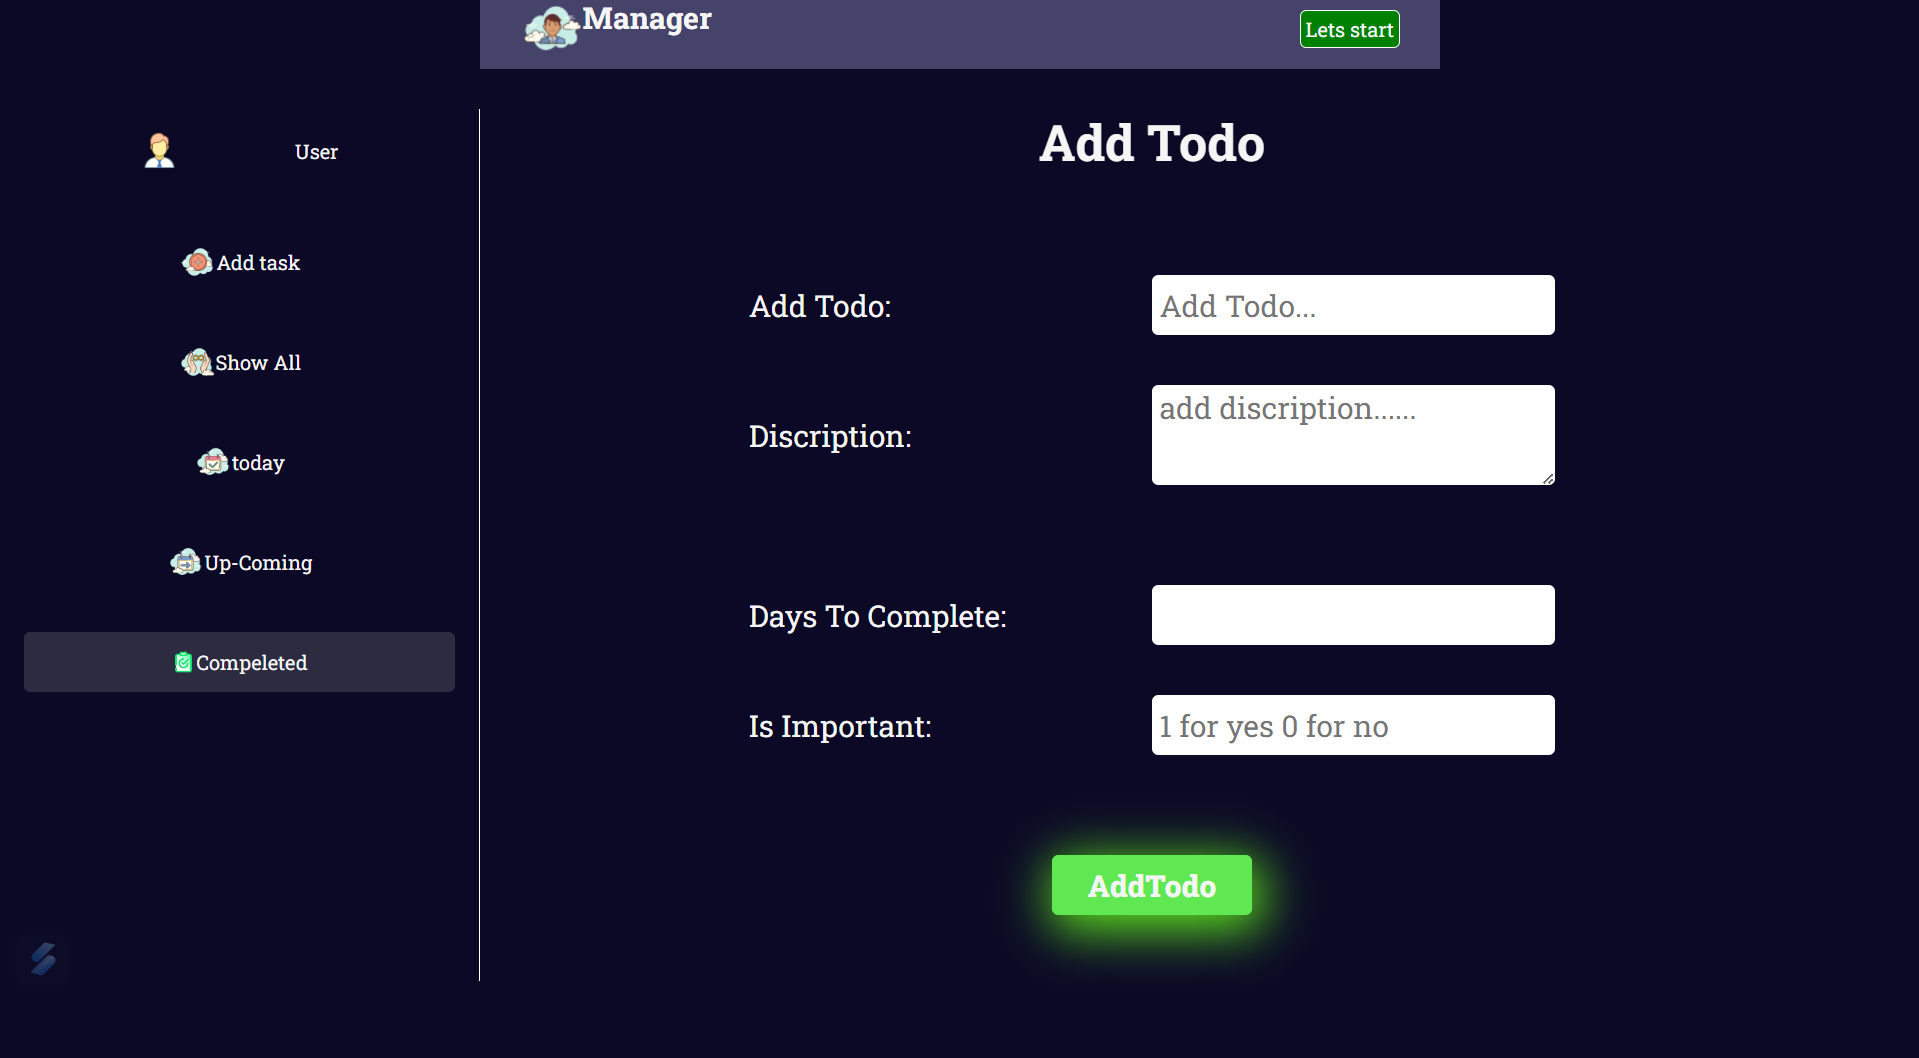 Manager
Lets start
User
Add task
Show All
today
Up-Coming
Compeleted
Add Todo
Add Todo:
Add Todo...
Discription:
add discription......
Days To Complete:
Is Important:
1 for yes 0 for no
AddTodo